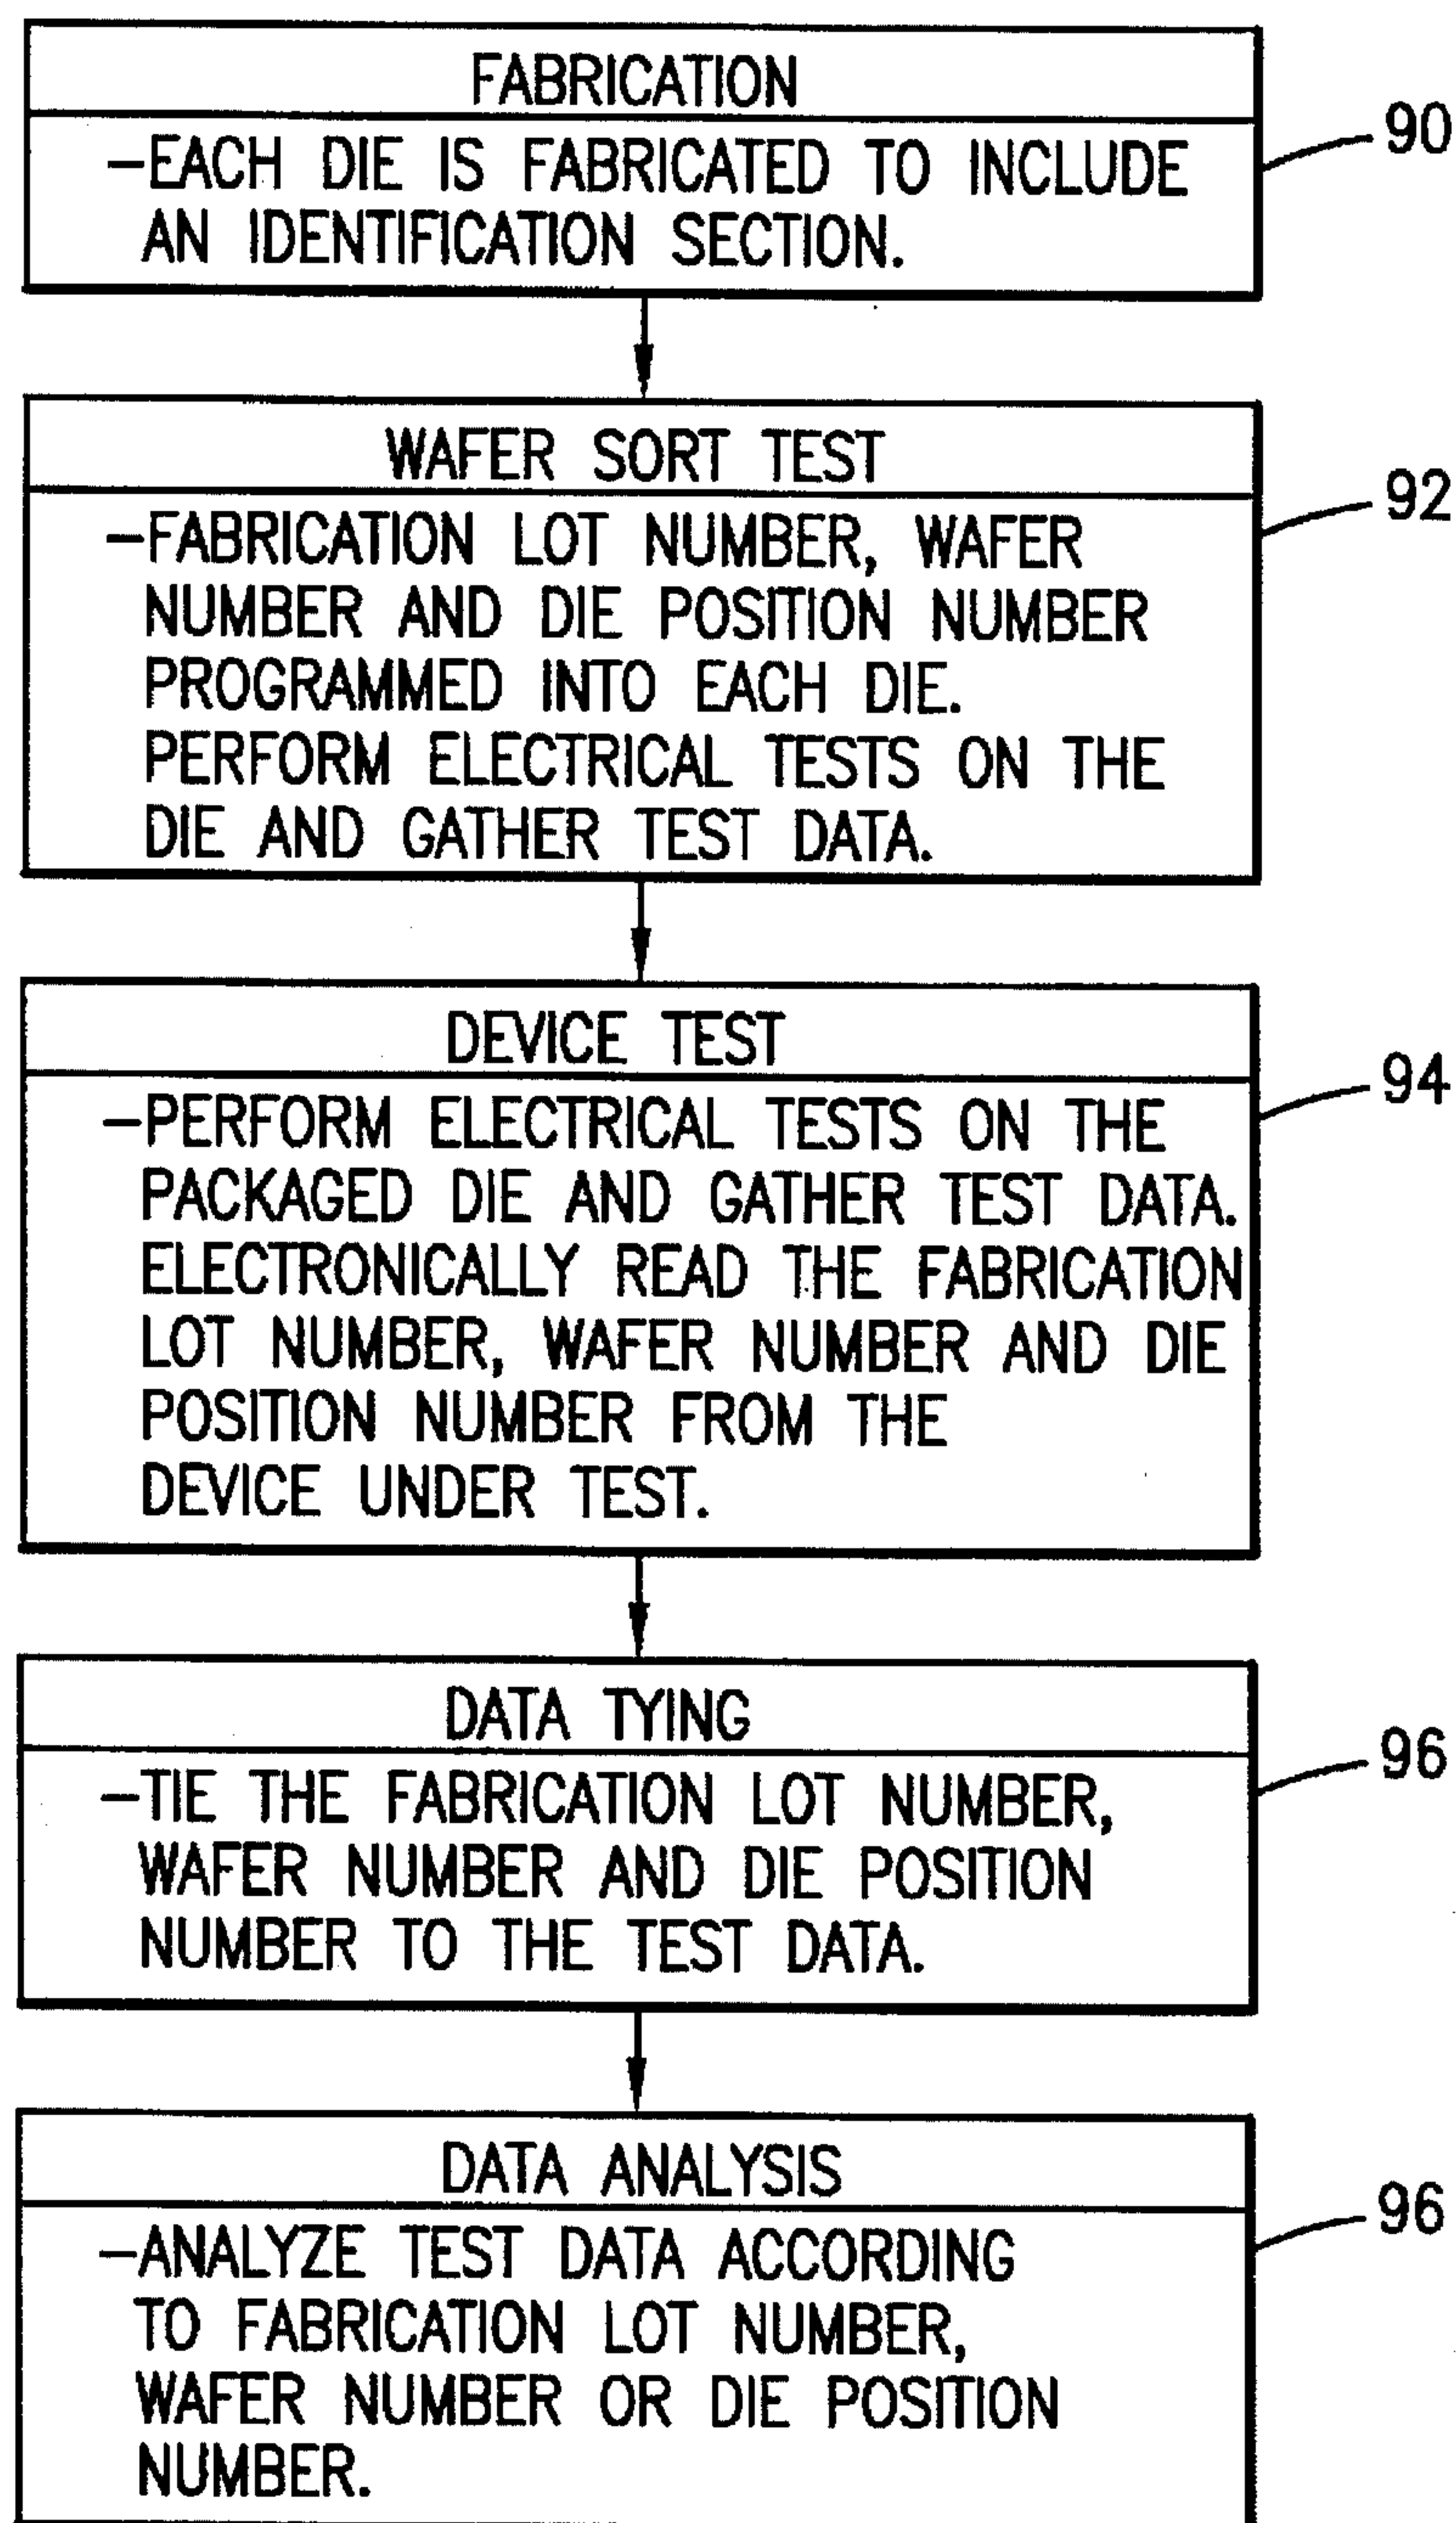 FABRICATION
-EACH DIE IS FABRICATED TO INCLUDE
AN IDENTIFICATION SECTION.
90
WAFER SORT TEST
-FABRICATION LOT NUMBER, WAFER
NUMBER AND DIE POSITION NUMBER
PROGRAMMED INTO EACH DIE.
PERFORM ELECTRICAL TESTS ON THE
DIE AND GATHER TEST DATA.
92
DEVICE TEST
-PERFORM ELECTRICAL TESTS ON THE
PACKAGED DIE AND GATHER TEST DATA.
ELECTRONICALLY READ THE FABRICATION
LOT NUMBER, WAFER NUMBER AND DIE
POSITION NUMBER FROM THE
DEVICE UNDER TEST.
94
DATA TYING
-TIE THE FABRICATION LOT NUMBER,
WAFER NUMBER AND DIE POSITION
NUMBER TO THE TEST DATA.
96
DATA ANALYSIS
-ANALYZE TEST DATA ACCORDING
TO FABRICATION LOT NUMBER,
WAFER NUMBER OR DIE POSITION
NUMBER.
96